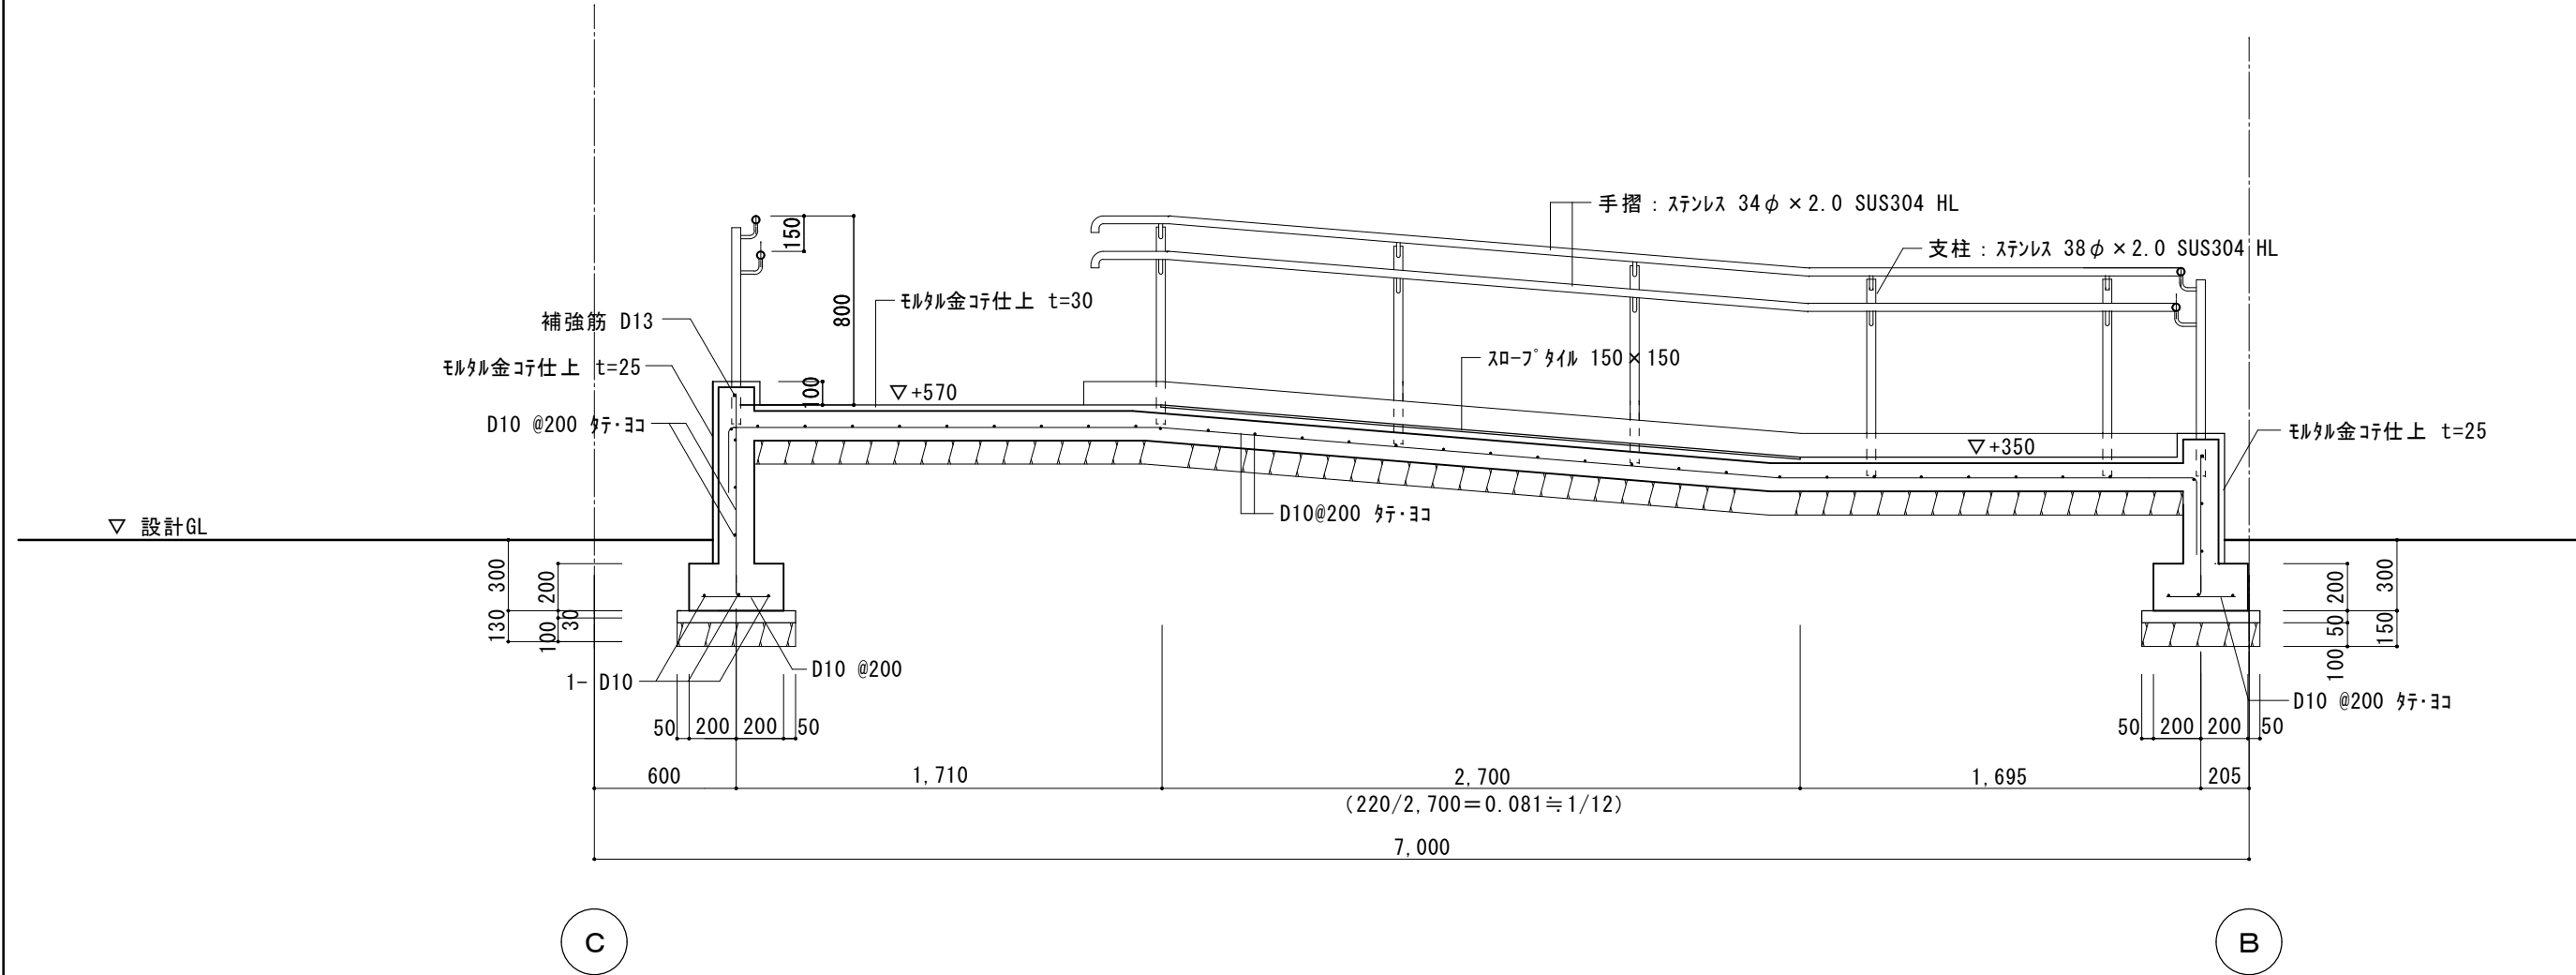 手摺：ステンレス 34φ×2.0 SUS304 HL
支柱：ステンレス 38φ×2.0 SUS304 HL
150
800
モルタル金コテ仕上 t=30
補強筋 D13
モルタル金コテ仕上 t=25
100
▽+570
スロープタイル 150×150
D10 @200 タテ・ヨコ
▽+350
モルタル金コテ仕上 t=25
D10@200 タテ・ヨコ
▽ 設計GL
300
200
130
100
30
200
300
50
150
100
1- D10
D10 @200
D10 @200 タテ・ヨコ
50 200 200 50
50 200 200 50
600 1,710 2,700 1,695 205
(220/2,700＝0.081≒1/12)
7,000
C B